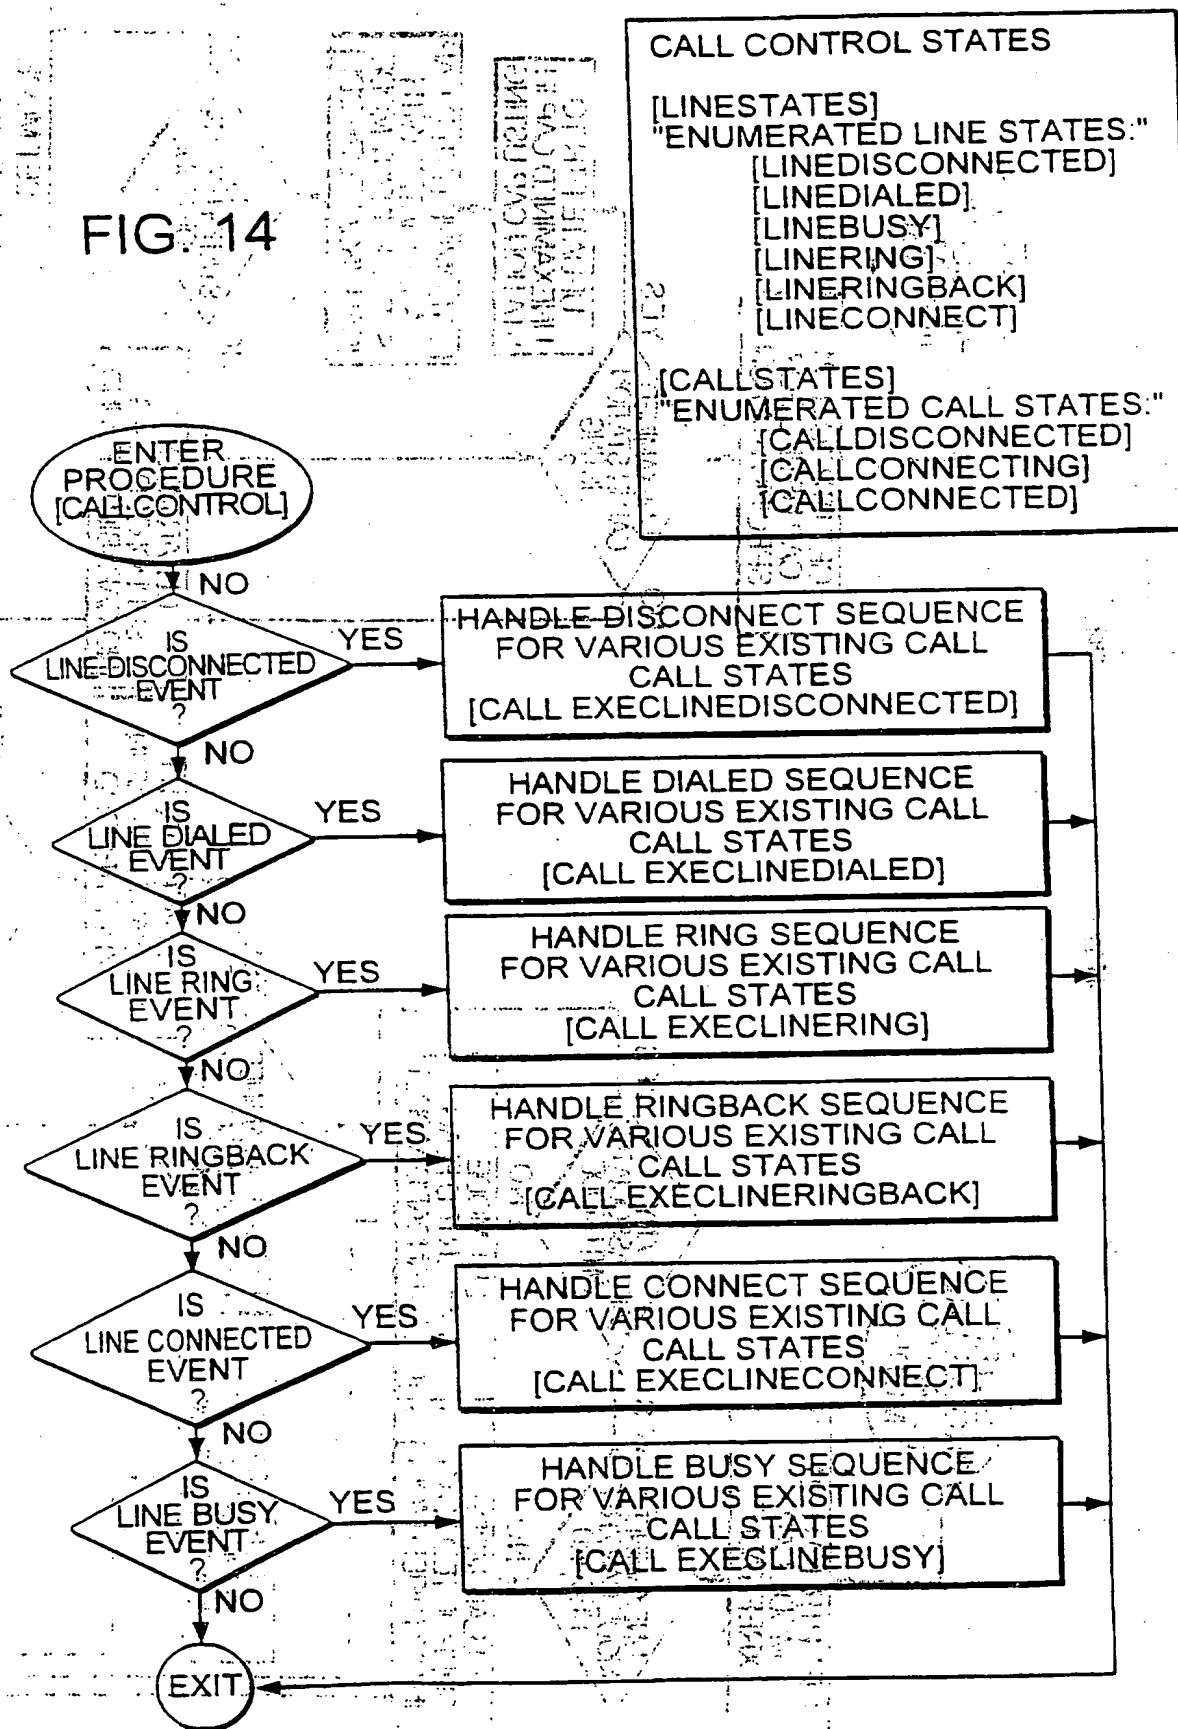 CALL CONTROL STATES
[LINESTATES]
"ENUMERATED LINE STATES:"
[LINEDISCONNECTED]
[LINEDIALED]
[LINEBUSY]
[LINERING]
[LINERINGBACK]
[LINECONNECT]
[CALLSTATES]
"ENUMERATED CALL STATES:"
[CALLDISCONNECTED]
[CALLCONNECTING]
[CALLCONNECTED]
FIG. 14
ENTER
PROCEDURE
[CALLCONTROL]
NO
IS
LINE-DISCONNECTED
EVENT
?
YES
HANDLE DISCONNECT SEQUENCE
FOR VARIOUS EXISTING CALL
CALL STATES
[CALL EXECLINEDISCONNECTED]
NO
IS
LINE DIALED
EVENT
?
YES
HANDLE DIALED SEQUENCE
FOR VARIOUS EXISTING CALL
CALL STATES
[CALL EXECLINEDIALED]
NO
IS
LINE RING
EVENT
?
YES
HANDLE RING SEQUENCE
FOR VARIOUS EXISTING CALL
CALL STATES
[CALL EXECLINERING]
NO
IS
LINE RINGBACK
EVENT
?
YES
HANDLE RINGBACK SEQUENCE
FOR VARIOUS EXISTING CALL
CALL STATES
[CALL EXECLINERINGBACK]
NO
IS
LINE CONNECTED
EVENT
?
YES
HANDLE CONNECT SEQUENCE
FOR VARIOUS EXISTING CALL
CALL STATES
[CALL EXECLINECONNECT]
NO
IS
LINE BUSY
EVENT
?
YES
HANDLE BUSY SEQUENCE
FOR VARIOUS EXISTING CALL
CALL STATES
[CALL EXECLINEBUSY]
NO
EXIT